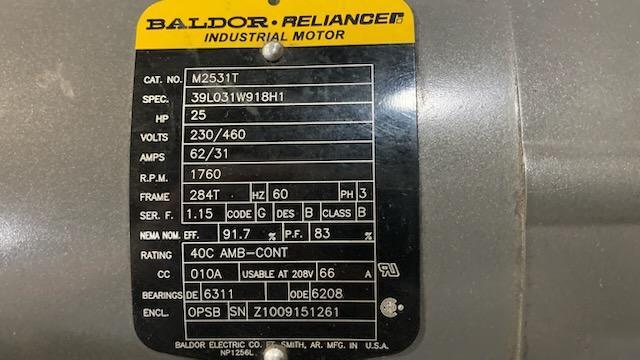 BALDOR · RELIANCE
INDUSTRIAL MOTOR
CAT. NO. M2531T
SPEC. 39L031W918H1
HP 25
VOLTS 230/460
AMPS 62/31
R.P.M. 1760
FRAME 284T HZ 60 PH 3
SER. F. 1.15 CODE G DES B CLASS B
NEMA NOM. EFF. 91.7 % P.F. 83 %
RATING 40C AMB-CONT
CC 010A USABLE AT 208V 66 A
BEARINGS DE 6311 ODE 6208
ENCL. OPSB SN Z1009151261
BALDOR ELECTRIC CO. FT. SMITH, AR. MFG. IN U.S.A.
NP1256L